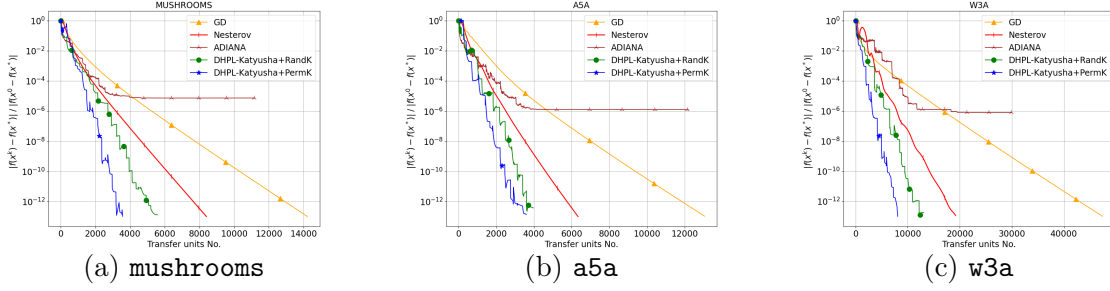 MUSHROOMS
|f(x^k) − f(x^*)| / |f(x^0) − f(x^*)|
10^0
10^−2
10^−4
10^−6
10^−8
10^−10
10^−12
GD
Nesterov
ADIANA
DHPL-Katyusha+RandK
DHPL-Katyusha+PermK
0 2000 4000 6000 8000 10000 12000 14000
Transfer units No.
(a) mushrooms
A5A
|f(x^k) − f(x^*)| / |f(x^0) − f(x^*)|
10^0
10^−2
10^−4
10^−6
10^−8
10^−10
10^−12
GD
Nesterov
ADIANA
DHPL-Katyusha+RandK
DHPL-Katyusha+PermK
0 2000 4000 6000 8000 10000 12000
Transfer units No.
(b) a5a
W3A
|f(x^k) − f(x^*)| / |f(x^0) − f(x^*)|
10^0
10^−2
10^−4
10^−6
10^−8
10^−10
10^−12
GD
Nesterov
ADIANA
DHPL-Katyusha+RandK
DHPL-Katyusha+PermK
0 10000 20000 30000 40000
Transfer units No.
(c) w3a